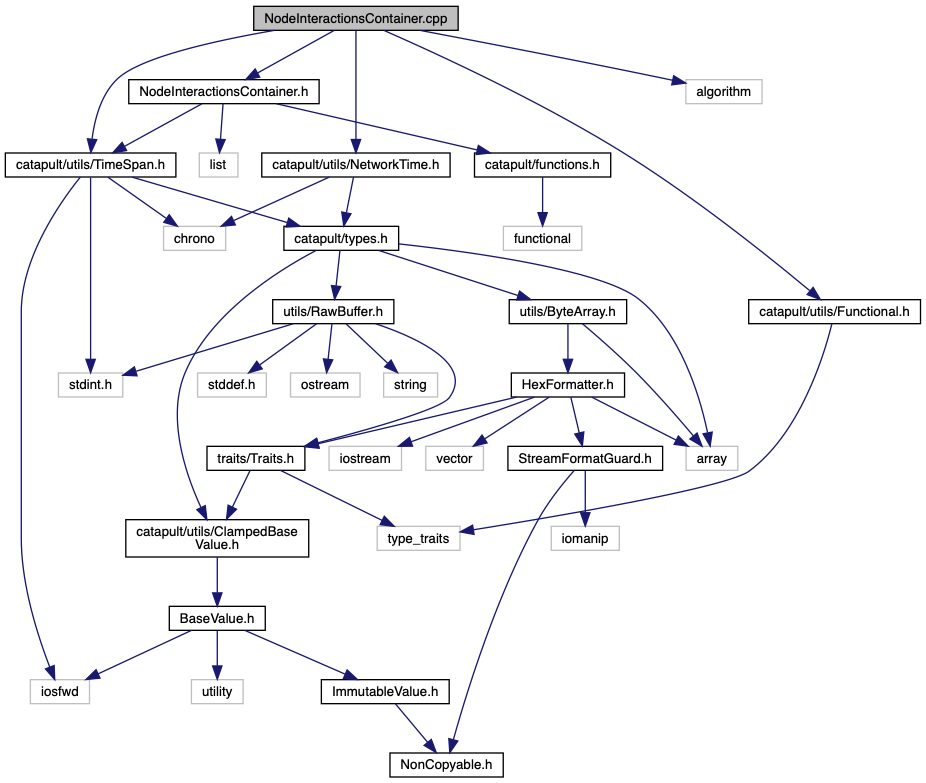 NodeInteractionsContainer.cpp
NodeInteractionsContainer.h
algorithm
catapult/utils/TimeSpan.h
list
catapult/utils/NetworkTime.h
catapult/functions.h
chrono
catapult/types.h
functional
utils/RawBuffer.h
utils/ByteArray.h
catapult/utils/Functional.h
stdint.h
stddef.h
ostream
string
HexFormatter.h
traits/Traits.h
iostream
vector
StreamFormatGuard.h
array
catapult/utils/ClampedBase
Value.h
type_traits
iomanip
BaseValue.h
iosfwd
utility
ImmutableValue.h
NonCopyable.h